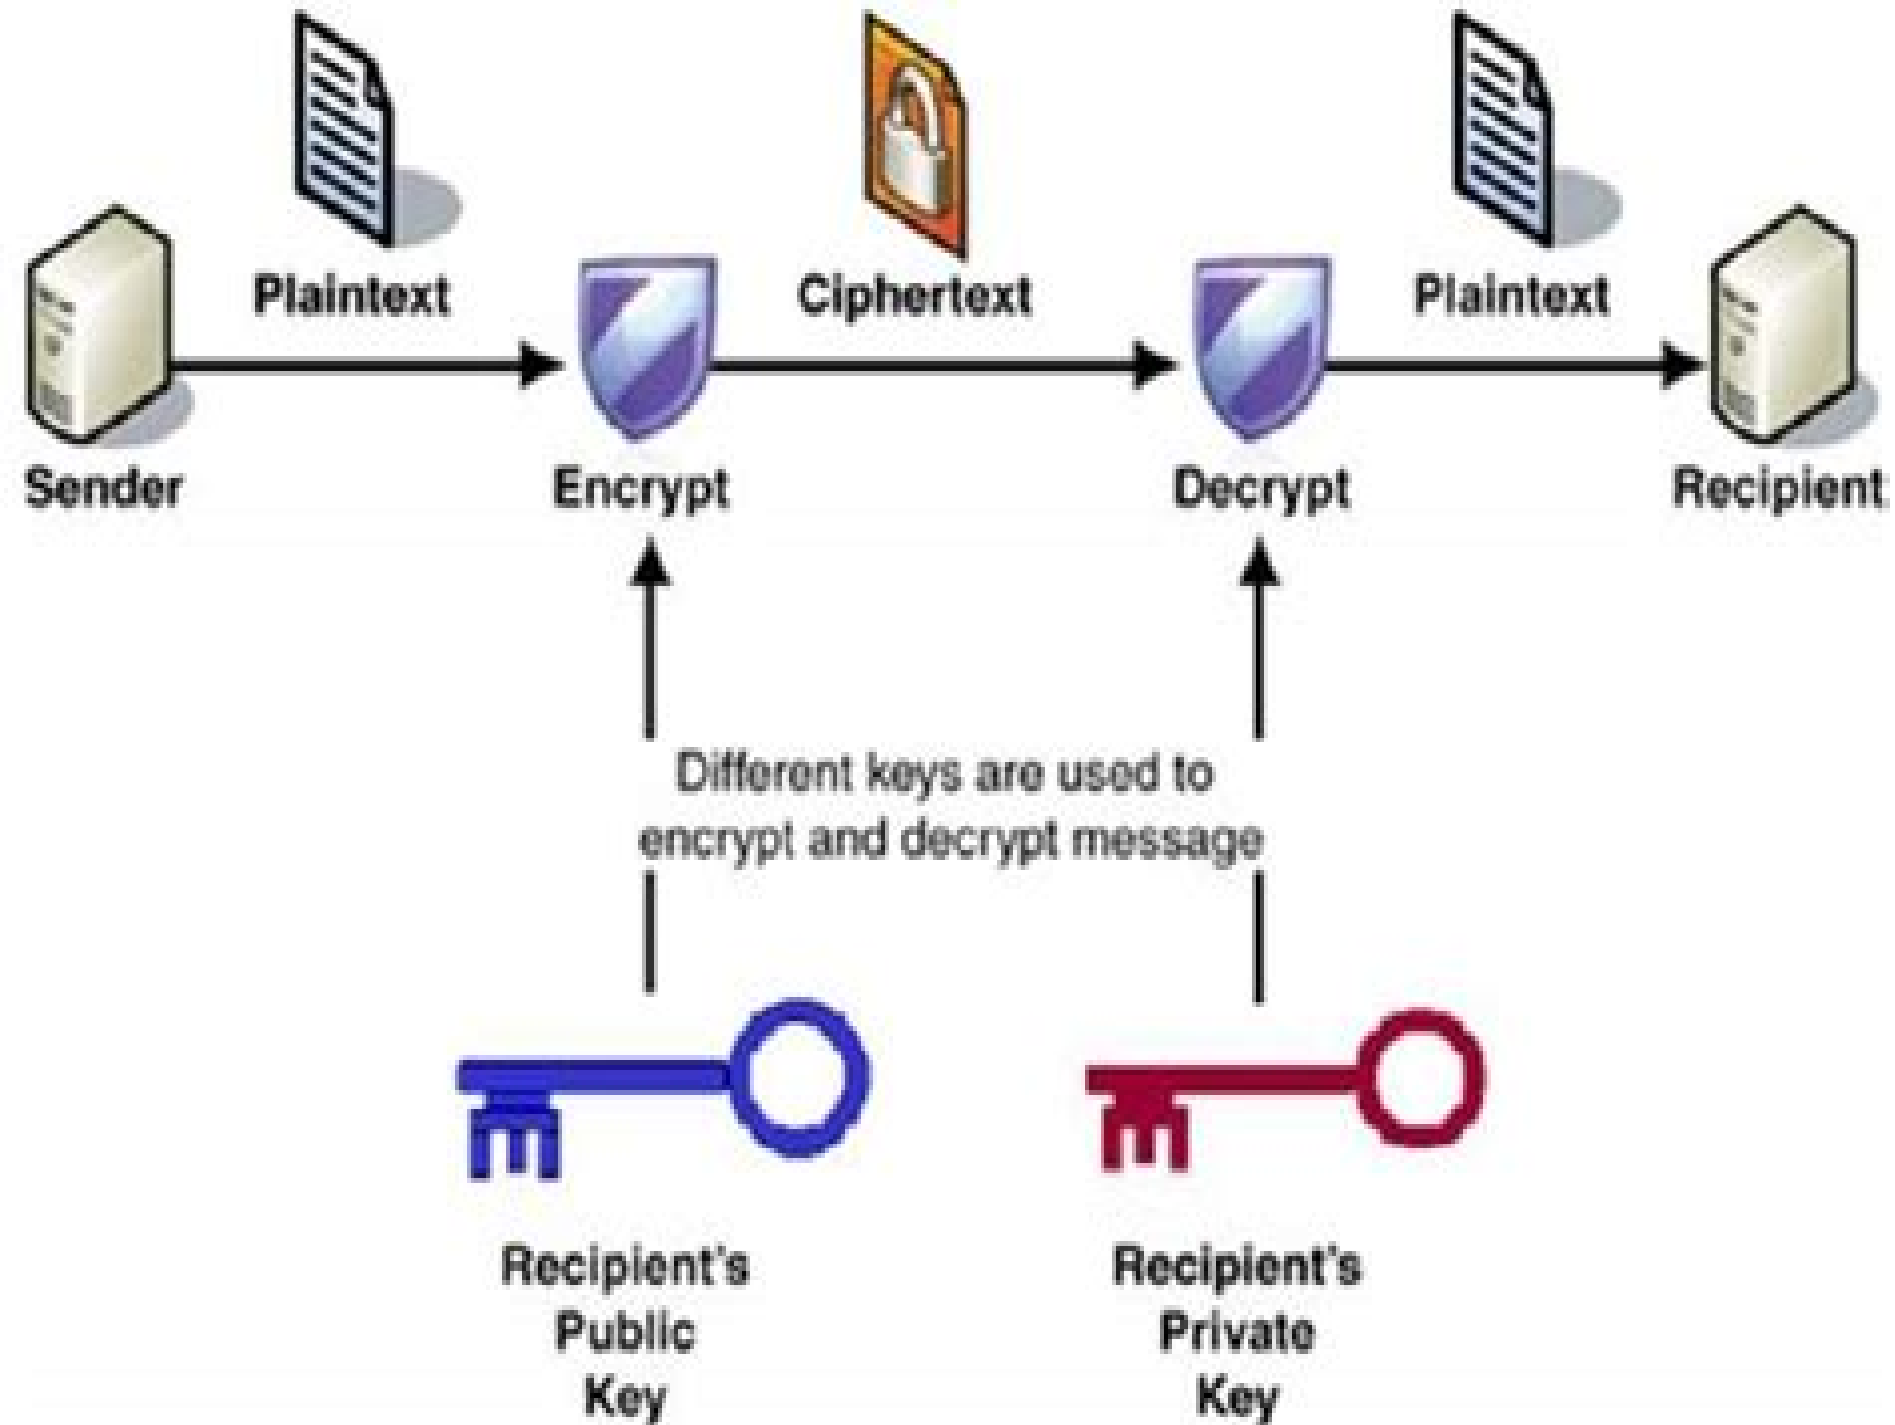 Plaintext
Ciphertext
Plaintext
Sender
Encrypt
Decrypt
Recipient
Different keys are used to
encrypt and decrypt message
Recipient's
Public
Key
Recipient's
Private
Key